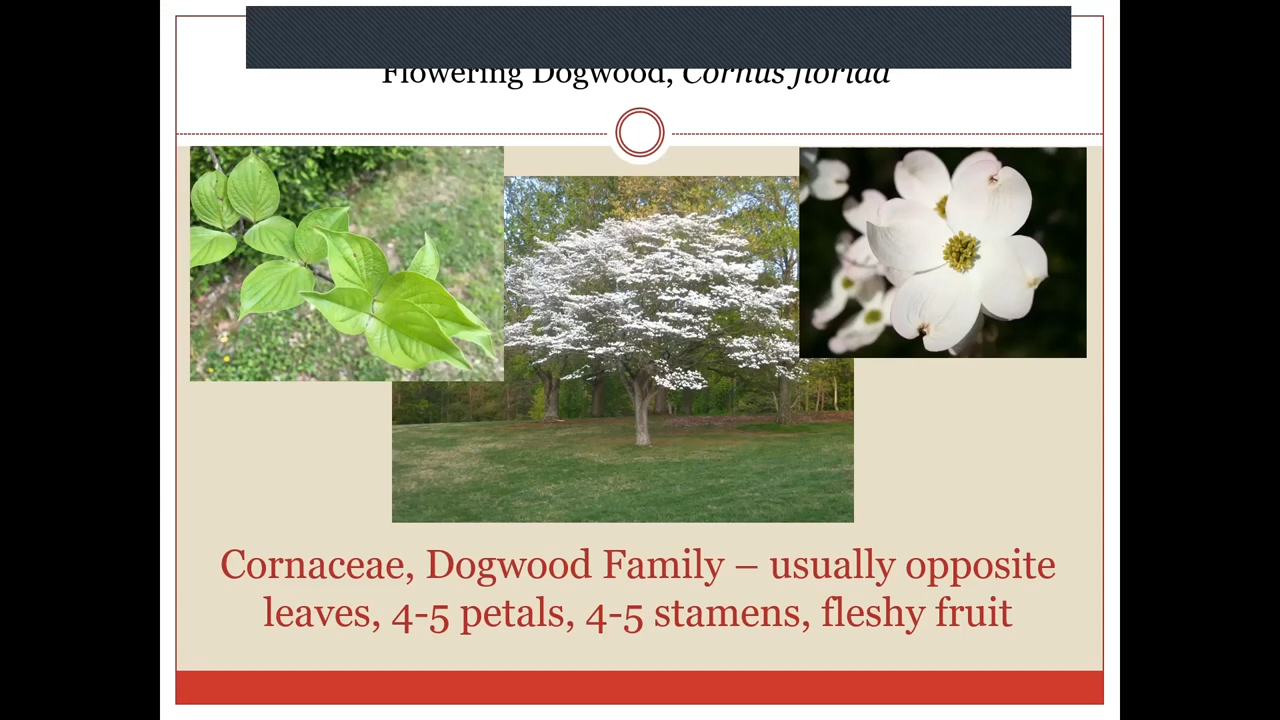 Flowering Dogwood, Cornus florida
Cornaceae, Dogwood Family – usually opposite
leaves, 4-5 petals, 4-5 stamens, fleshy fruit